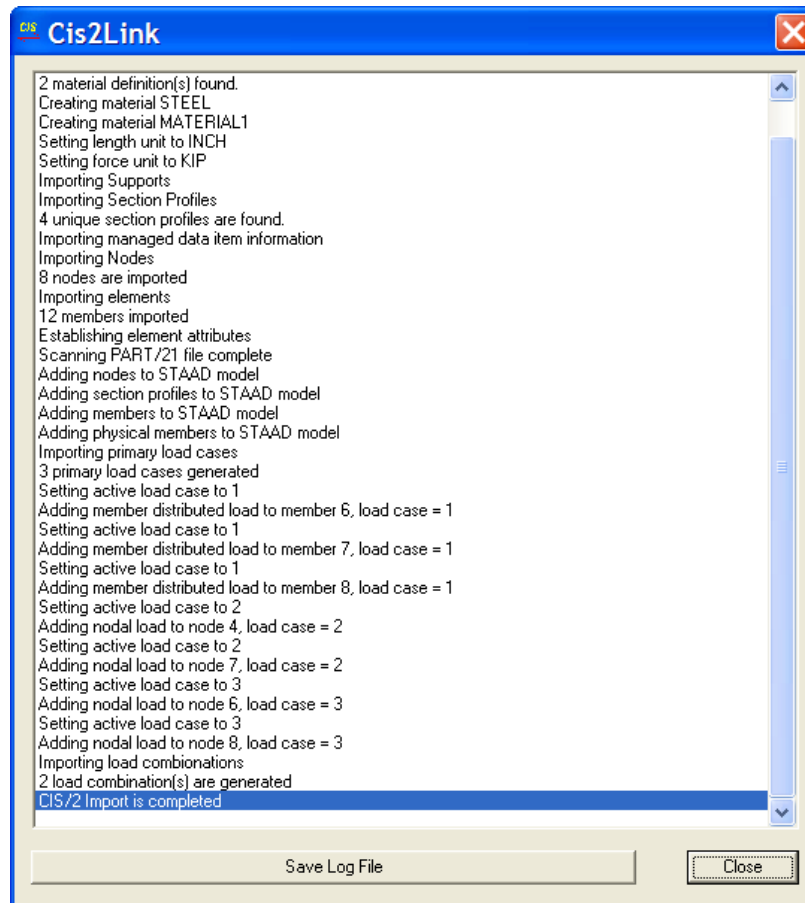 CIS Cis2Link
2 material definition(s) found.
Creating material STEEL
Creating material MATERIAL1
Setting length unit to INCH
Setting force unit to KIP
Importing Supports
Importing Section Profiles
4 unique section profiles are found.
Importing managed data item information
Importing Nodes
8 nodes are imported
Importing elements
12 members imported
Establishing element attributes
Scanning PART/21 file complete
Adding nodes to STAAD model
Adding section profiles to STAAD model
Adding members to STAAD model
Adding physical members to STAAD model
Importing primary load cases
3 primary load cases generated
Setting active load case to 1
Adding member distributed load to member 6, load case = 1
Setting active load case to 1
Adding member distributed load to member 7, load case = 1
Setting active load case to 1
Adding member distributed load to member 8, load case = 1
Setting active load case to 2
Adding nodal load to node 4, load case = 2
Setting active load case to 2
Adding nodal load to node 7, load case = 2
Setting active load case to 3
Adding nodal load to node 6, load case = 3
Setting active load case to 3
Adding nodal load to node 8, load case = 3
Importing load combionations
2 load combination(s) are generated
CIS/2 Import is completed
Save Log File Close